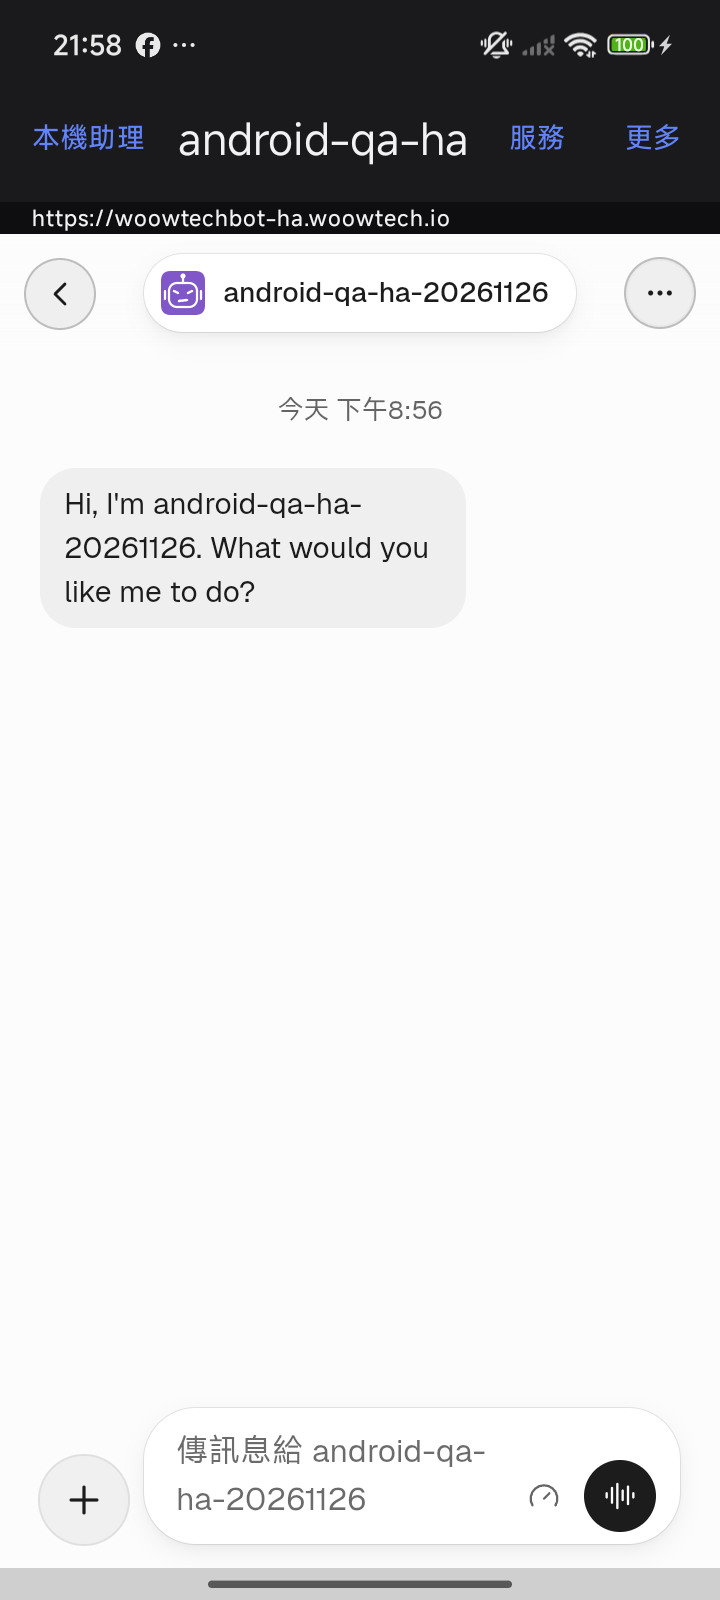 21:58
100
本機助理 android-qa-ha 服務 更多
https://woowtechbot-ha.woowtech.io
android-qa-ha-20261126
今天 下午8:56
Hi, I'm android-qa-ha-
20261126. What would you
like me to do?
傳訊息給 android-qa-
ha-20261126